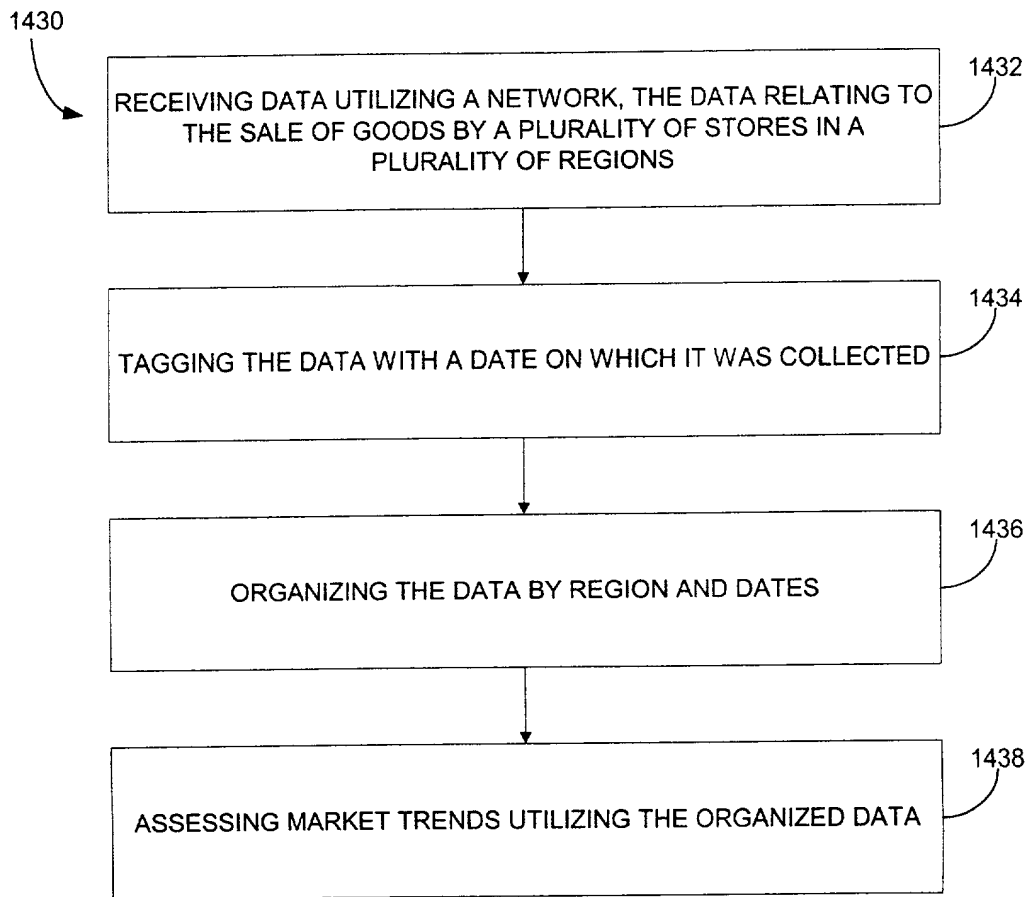 1430
1432
RECEIVING DATA UTILIZING A NETWORK, THE DATA RELATING TO
THE SALE OF GOODS BY A PLURALITY OF STORES IN A
PLURALITY OF REGIONS
1434
TAGGING THE DATA WITH A DATE ON WHICH IT WAS COLLECTED
1436
ORGANIZING THE DATA BY REGION AND DATES
1438
ASSESSING MARKET TRENDS UTILIZING THE ORGANIZED DATA